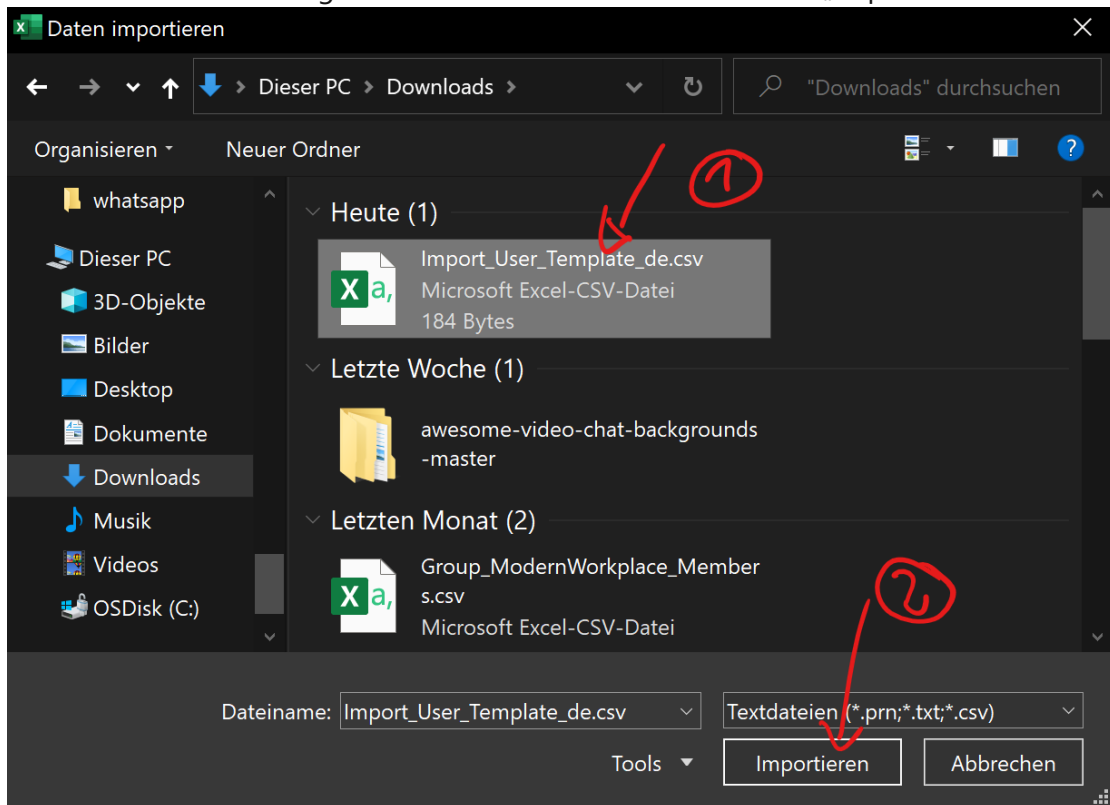 Daten importieren
Dieser PC > Downloads >
"Downloads" durchsuchen
Organisieren
Neuer Ordner
?
1
whatsapp
Dieser PC
3D-Objekte
Bilder
Desktop
Dokumente
Downloads
Musik
Videos
OSDisk (C:)
Heute (1)
Import_User_Template_de.csv
Microsoft Excel-CSV-Datei
184 Bytes
Letzte Woche (1)
awesome-video-chat-backgrounds
-master
Letzten Monat (2)
Group_ModernWorkplace_Member
s.csv
Microsoft Excel-CSV-Datei
2
Dateiname: Import_User_Template_de.csv
Textdateien (*.prn;*.txt;*.csv)
Tools
Importieren
Abbrechen